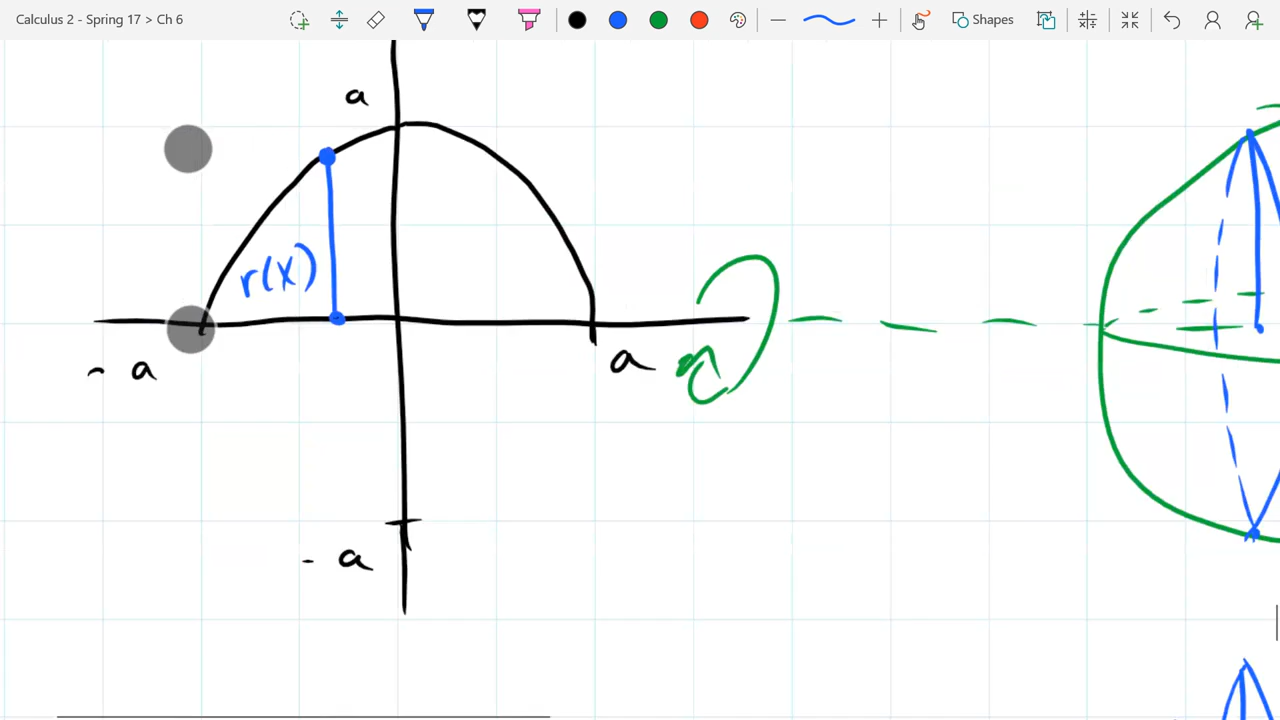 Calculus 2 - Spring 17 > Ch 6
Shapes
a
r(x)
- a
a
- a